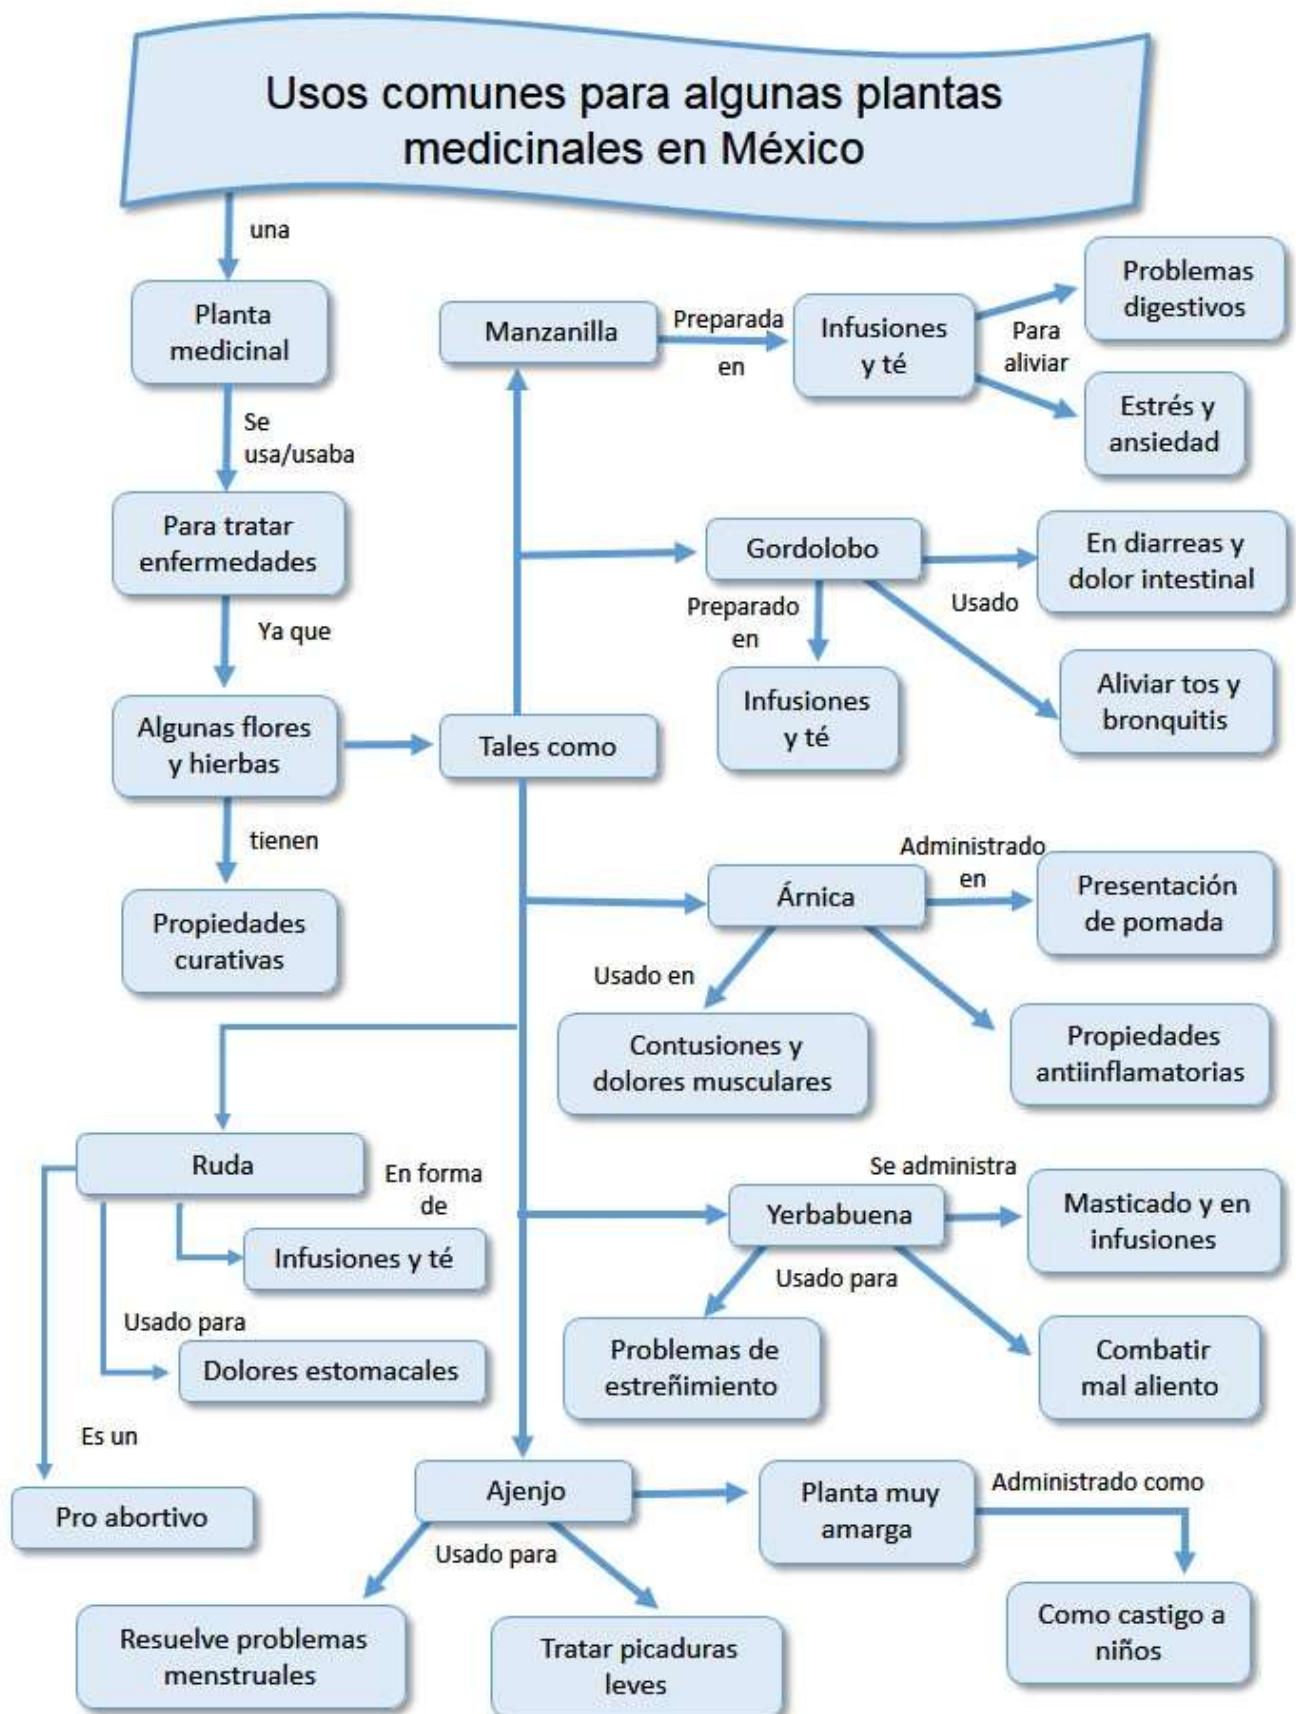 Usos comunes para algunas plantas
medicinales en México
una
Planta
medicinal
Se
usa/usaba
Para tratar
enfermedades
Ya que
Algunas flores
y hierbas
tienen
Propiedades
curativas
Tales como
Manzanilla
Preparada
en
Infusiones
y té
Para
aliviar
Problemas
digestivos
Estrés y
ansiedad
Gordolobo
Preparado
en
Infusiones
y té
Usado
En diarreas y
dolor intestinal
Aliviar tos y
bronquitis
Árnica
Administrado
en
Presentación
de pomada
Usado en
Contusiones y
dolores musculares
Propiedades
antiinflamatorias
Ruda
En forma
de
Infusiones y té
Usado para
Dolores estomacales
Es un
Pro abortivo
Yerbabuena
Se administra
Masticado y en
infusiones
Usado para
Problemas de
estreñimiento
Combatir
mal aliento
Ajenjo
Planta muy
amarga
Administrado como
Como castigo a
niños
Usado para
Resuelve problemas
menstruales
Tratar picaduras
leves